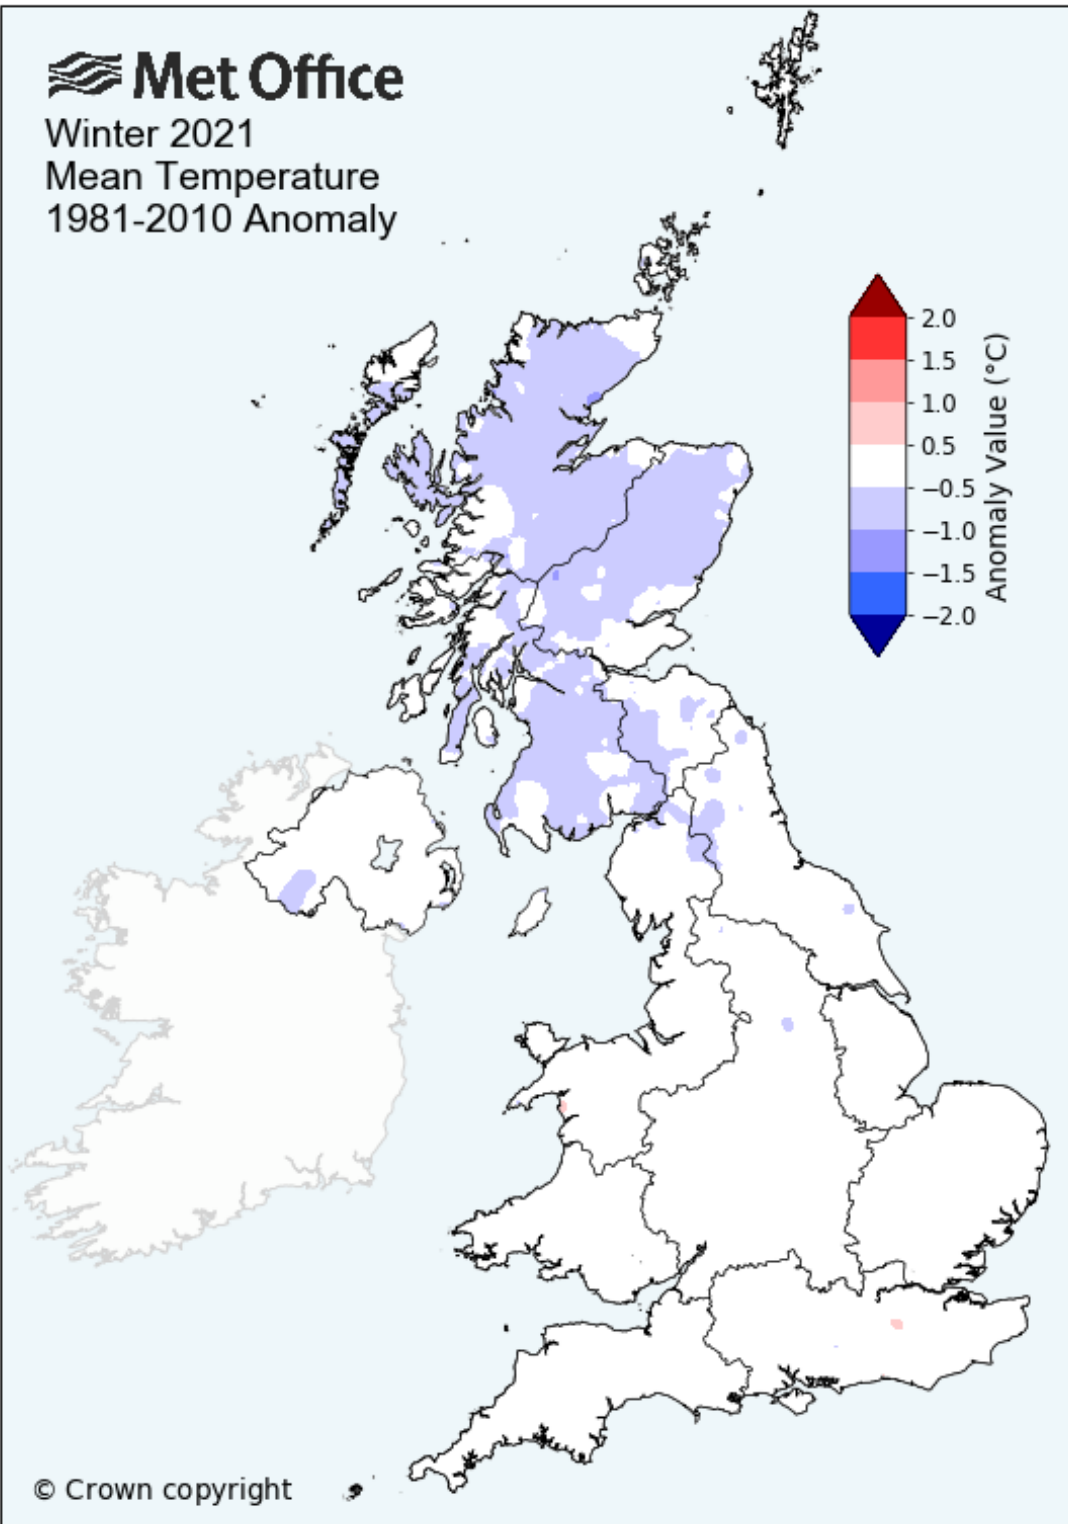 Met Office
Winter 2021
Mean Temperature
1981-2010 Anomaly
2.0
1.5
1.0
0.5
−0.5
−1.0
−1.5
−2.0
Anomaly Value (°C)
© Crown copyright